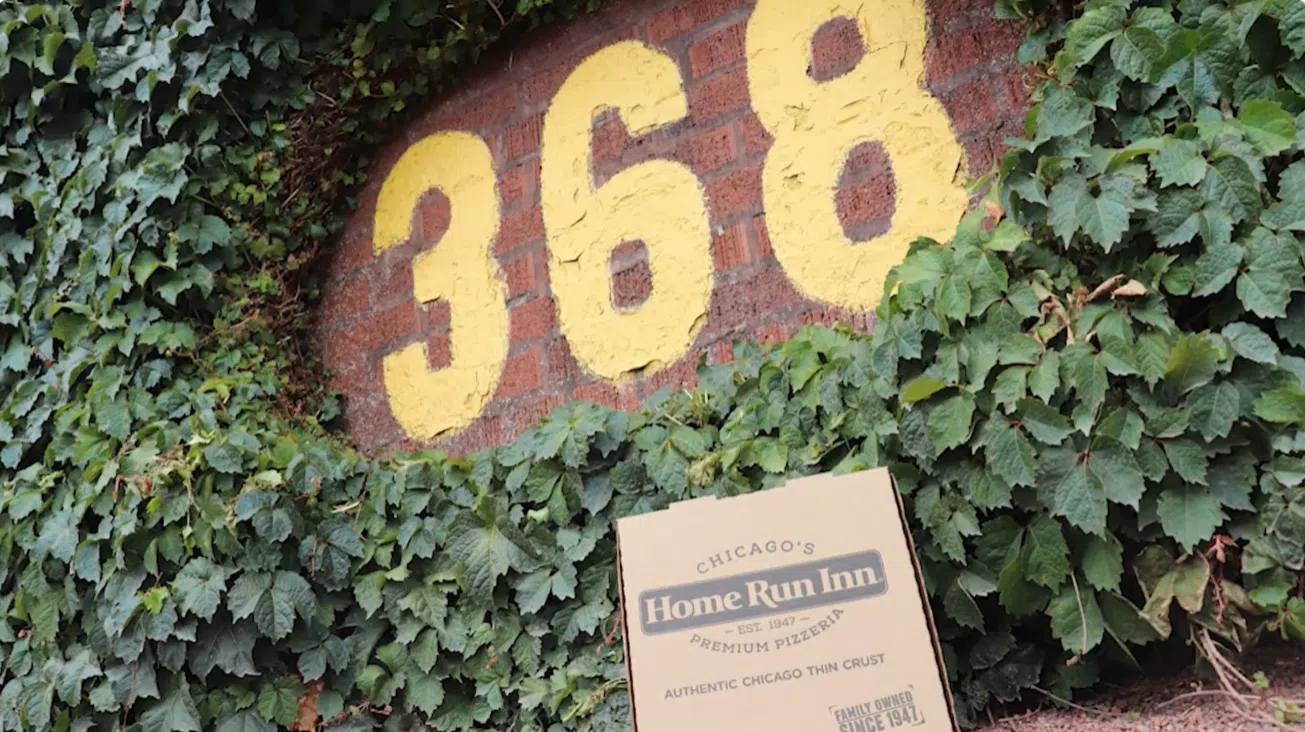 368
CHICAGO'S
Home Run Inn
EST. 1947
PREMIUM PIZZERIA
AUTHENTIC CHICAGO THIN CRUST
FAMILY OWNED
SINCE 1947